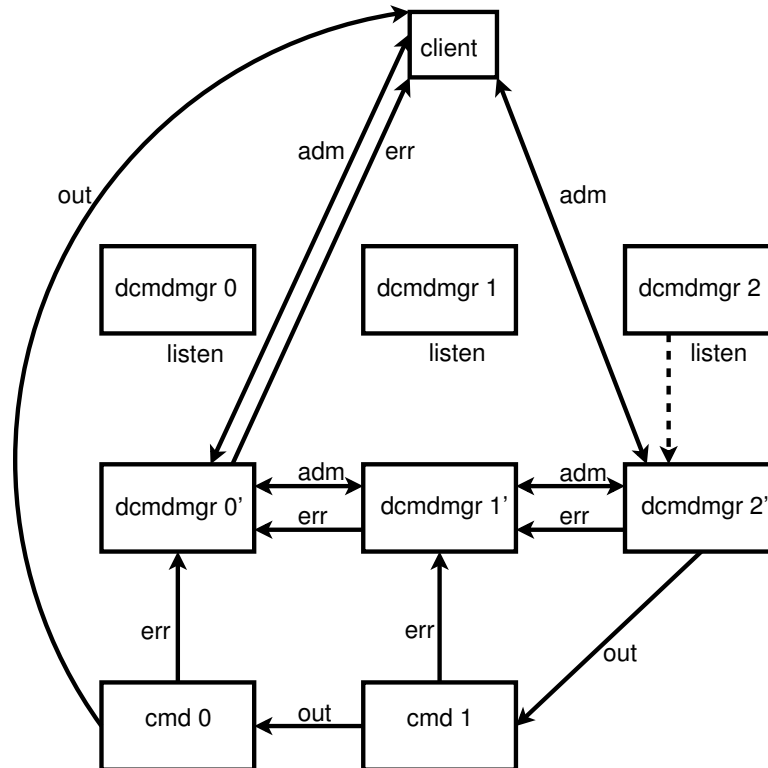 client
adm
err
out
adm
dcmdmgr 0
dcmdmgr 1
dcmdmgr 2
listen
listen
listen
adm
adm
dcmdmgr 0’
dcmdmgr 1’
dcmdmgr 2’
err
err
err
err
out
cmd 0
out
cmd 1